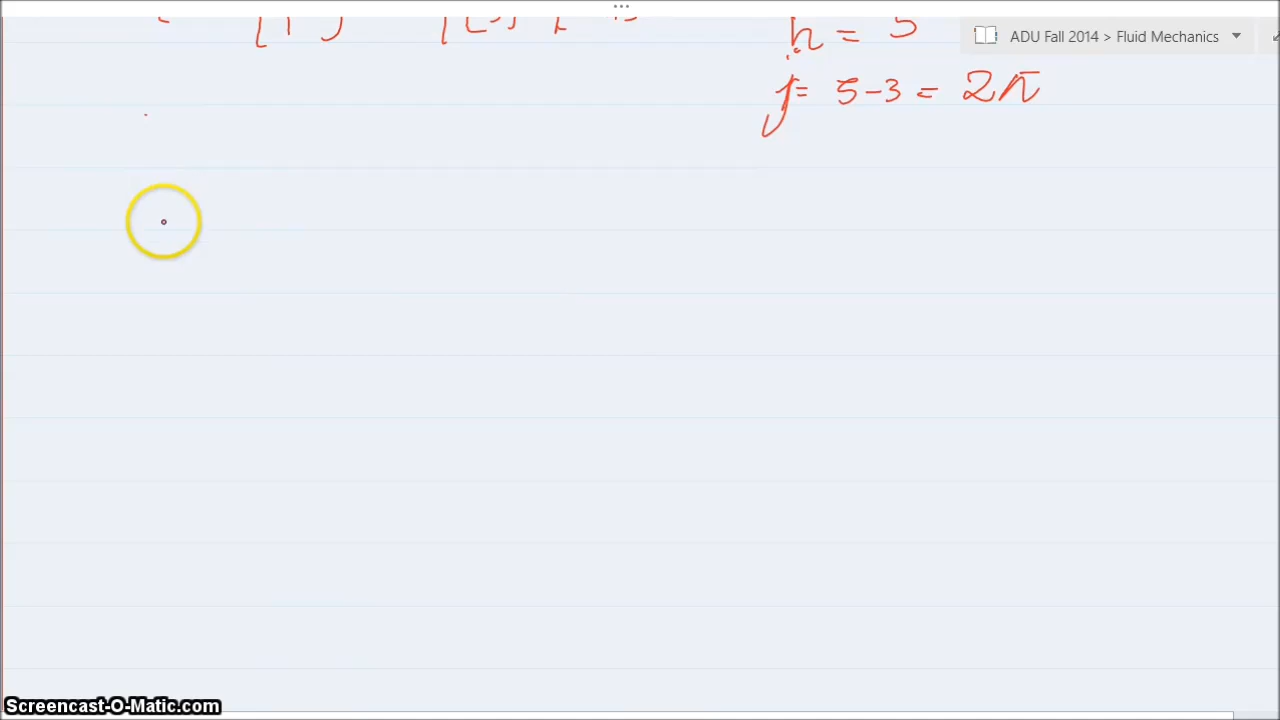 n = 5
ADU Fall 2014 > Fluid Mechanics
j = 5 - 3 = 2π
Screencast-O-Matic.com